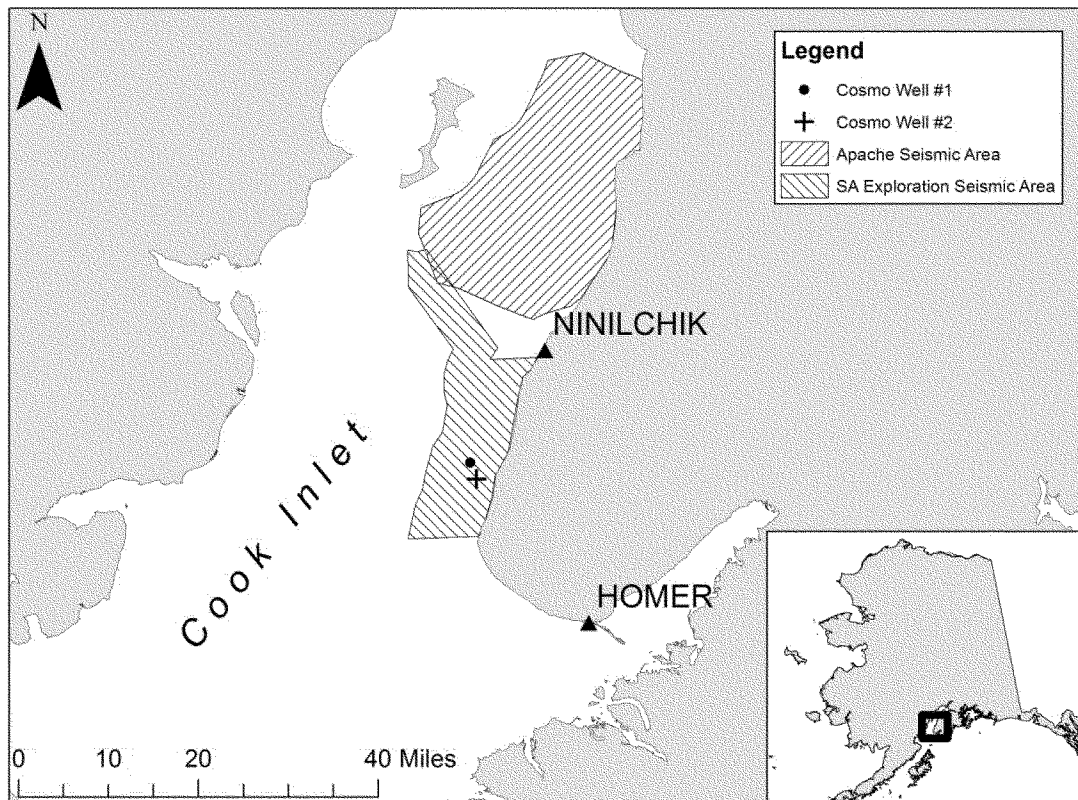 N
Legend
Cosmo Well #1
Cosmo Well #2
Apache Seismic Area
SA Exploration Seismic Area
NINILCHIK
Cook Inlet
HOMER
0 10 20 40 Miles